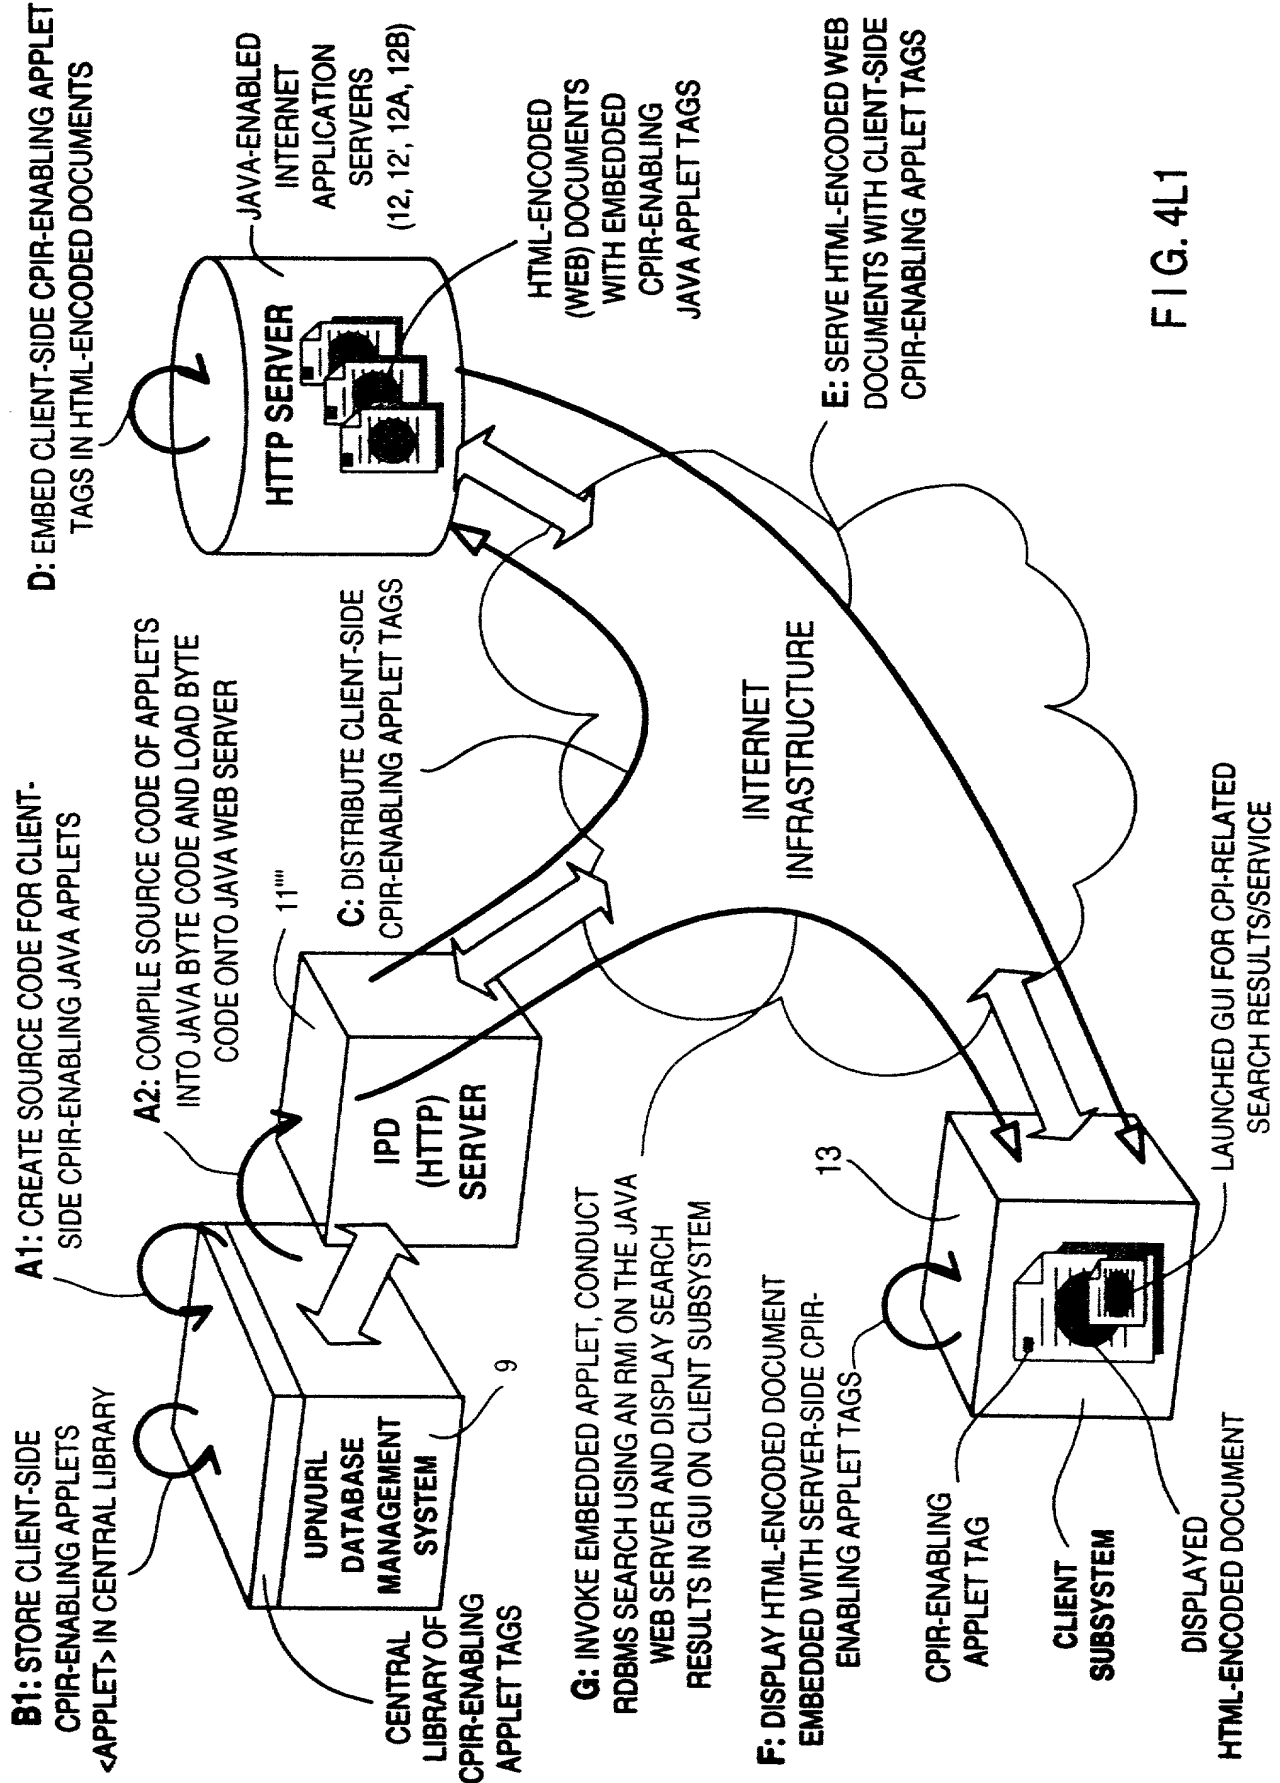 B1: STORE CLIENT-SIDE
CPIR-ENABLING APPLETS
<APPLET> IN CENTRAL LIBRARY
A1: CREATE SOURCE CODE FOR CLIENT-
SIDE CPIR-ENABLING JAVA APPLETS
A2: COMPILE SOURCE CODE OF APPLETS
INTO JAVA BYTE CODE AND LOAD BYTE
CODE ONTO JAVA WEB SERVER
D: EMBED CLIENT-SIDE CPIR-ENABLING APPLET
TAGS IN HTML-ENCODED DOCUMENTS
JAVA-ENABLED
INTERNET
APPLICATION
SERVERS
(12, 12', 12A, 12B)
HTTP SERVER
HTML-ENCODED
(WEB) DOCUMENTS
WITH EMBEDDED
CPIR-ENABLING
JAVA APPLET TAGS
11""
C: DISTRIBUTE CLIENT-SIDE
CPIR-ENABLING APPLET TAGS
IPD
(HTTP)
SERVER
UPN/URL
DATABASE
MANAGEMENT
SYSTEM
9
CENTRAL
LIBRARY OF
CPIR-ENABLING
APPLET TAGS
G: INVOKE EMBEDDED APPLET, CONDUCT
RDBMS SEARCH USING AN RMI ON THE JAVA
WEB SERVER AND DISPLAY SEARCH
RESULTS IN GUI ON CLIENT SUBSYSTEM
INTERNET
INFRASTRUCTURE
E: SERVE HTML-ENCODED WEB
DOCUMENTS WITH CLIENT-SIDE
CPIR-ENABLING APPLET TAGS
F: DISPLAY HTML-ENCODED DOCUMENT
EMBEDDED WITH SERVER-SIDE CPIR-
ENABLING APPLET TAGS
13
CPIR-ENABLING
APPLET TAG
CLIENT
SUBSYSTEM
DISPLAYED
HTML-ENCODED DOCUMENT
LAUNCHED GUI FOR CPI-RELATED
SEARCH RESULTS/SERVICE
FIG. 4L1